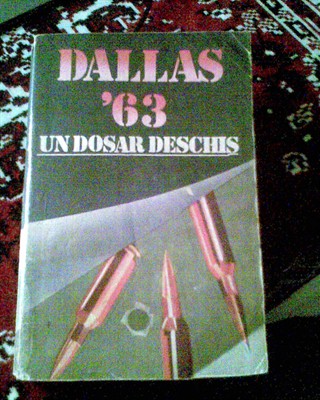 DALLAS
'63
UN DOSAR DESCHIS